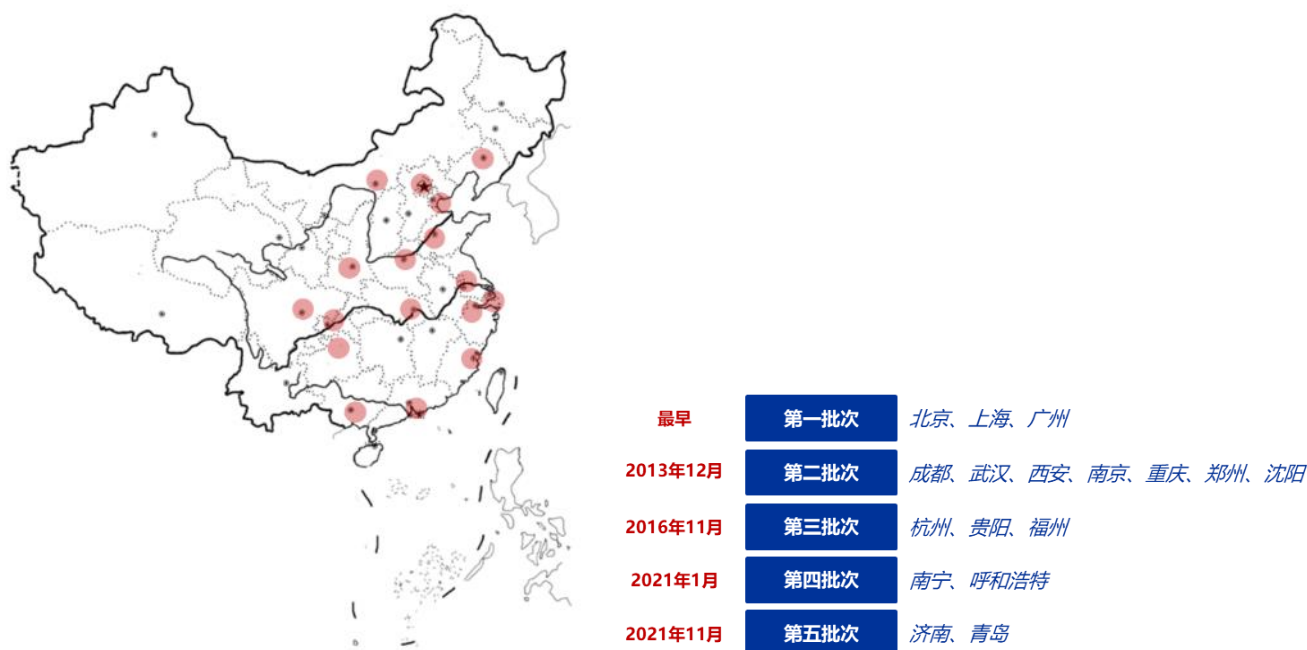 最早 第一批次 北京、上海、广州
2013年12月 第二批次 成都、武汉、西安、南京、重庆、郑州、沈阳
2016年11月 第三批次 杭州、贵阳、福州
2021年1月 第四批次 南宁、呼和浩特
2021年11月 第五批次 济南、青岛